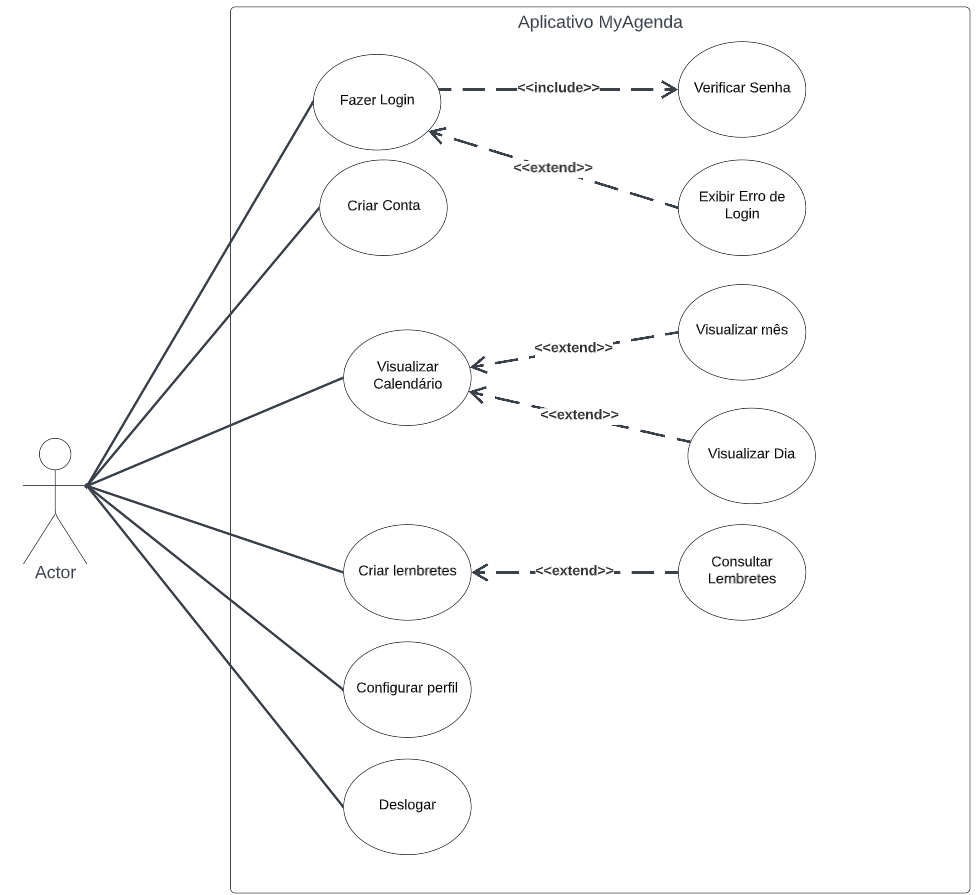 Aplicativo MyAgenda
Fazer Login
<<include>>
Verificar Senha
<<extend>>
Exibir Erro de
Login
Criar Conta
Visualizar mês
<<extend>>
Visualizar
Calendário
<<extend>>
Visualizar Dia
Actor
Criar lembretes
<<extend>>
Consultar
Lembretes
Configurar perfil
Deslogar